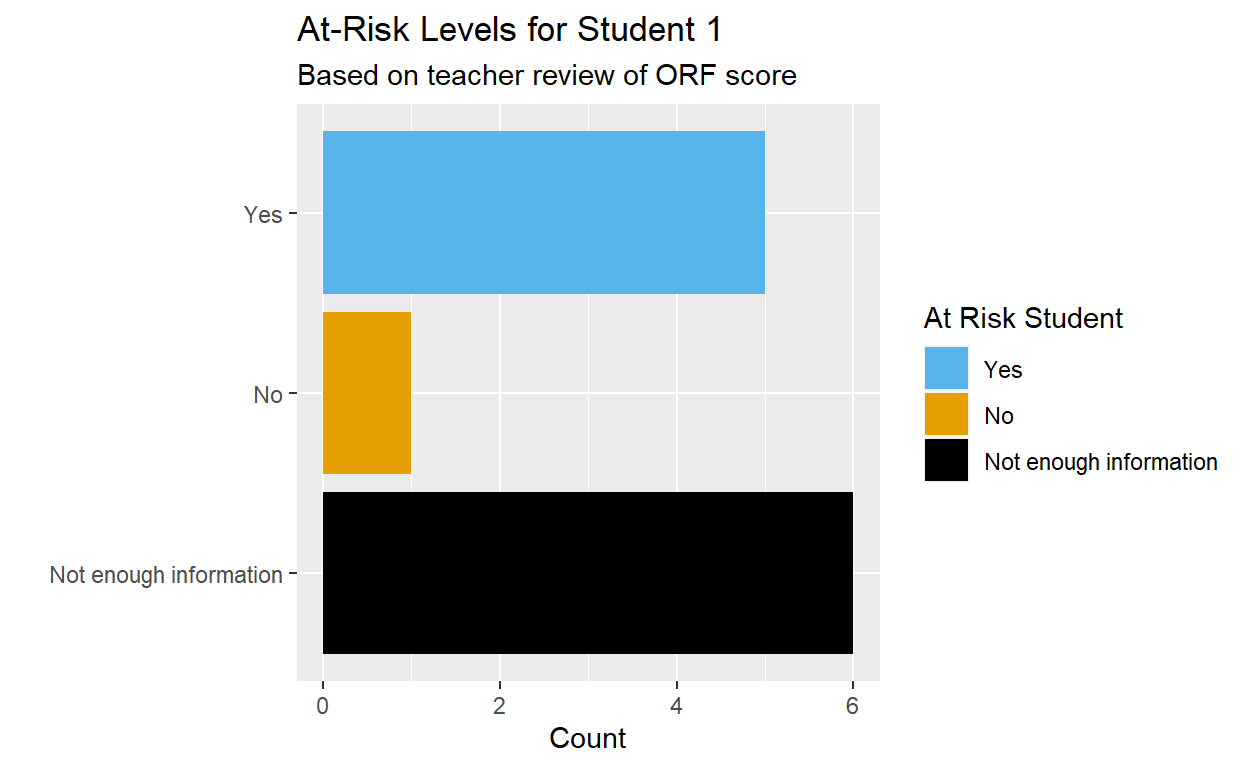 At-Risk Levels for Student 1
Based on teacher review of ORF score
Yes
No
Not enough information
0 2 4 6
Count
At Risk Student
Yes
No
Not enough information